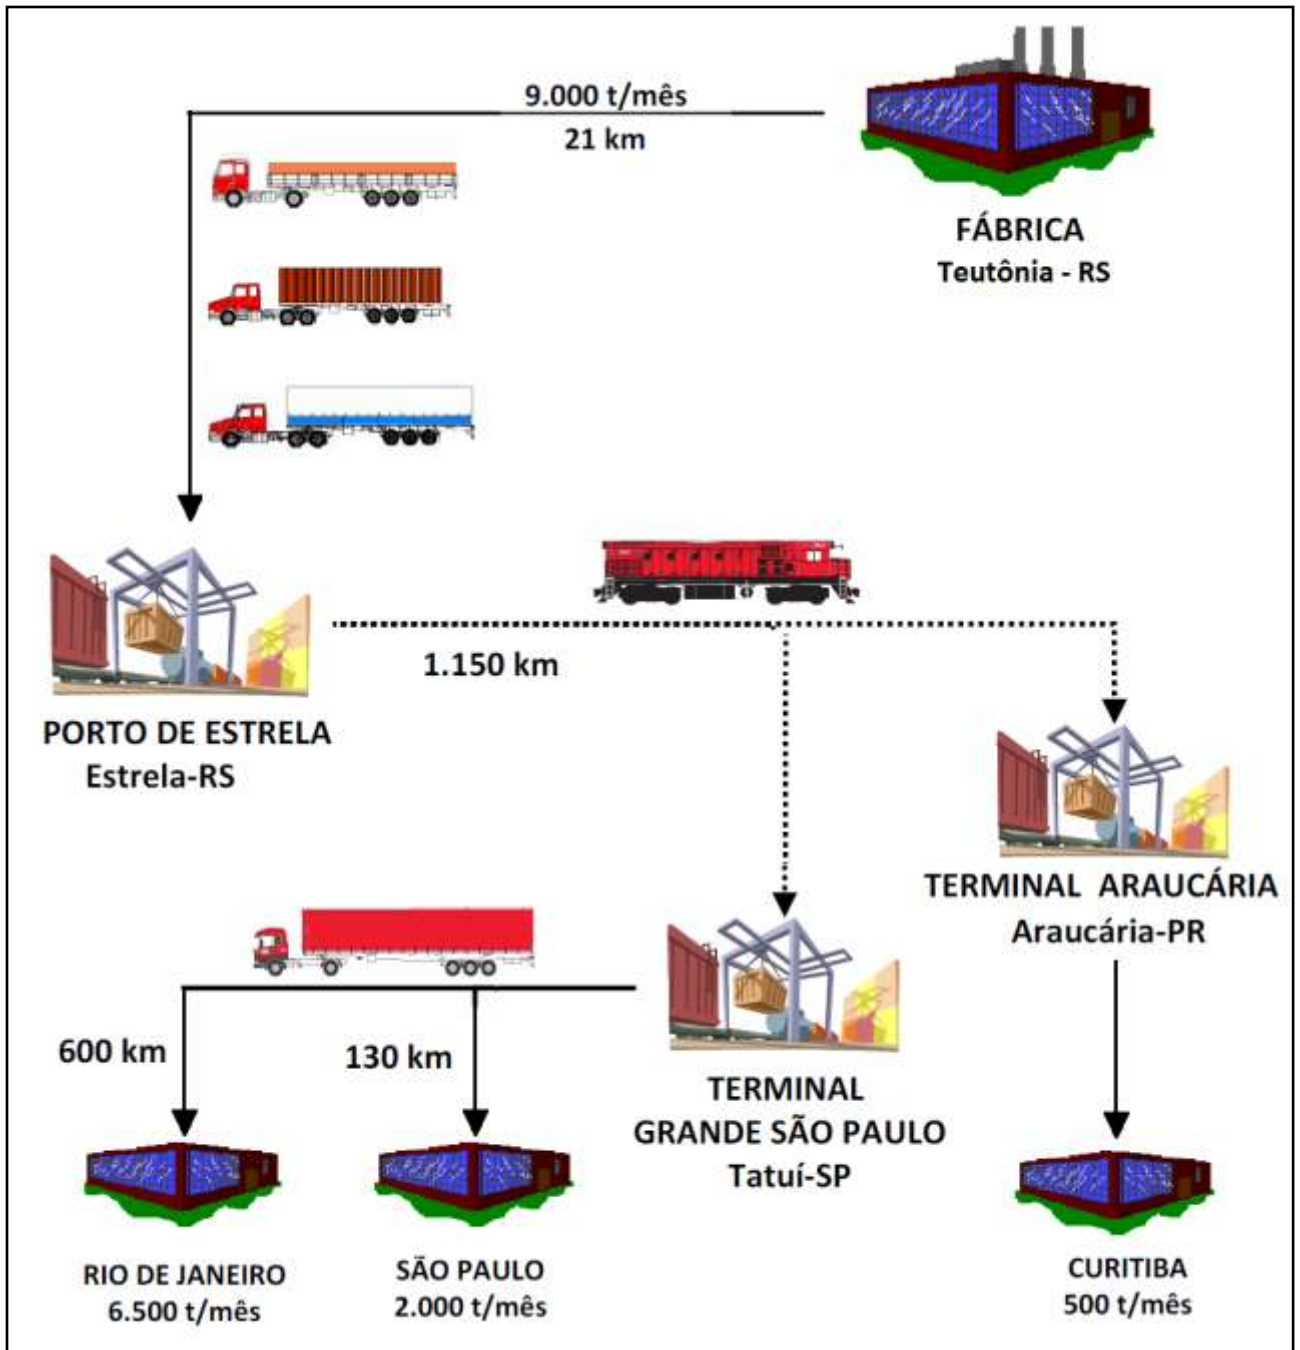 9.000 t/mês
21 km
FÁBRICA
Teutônia - RS
1.150 km
PORTO DE ESTRELA
Estrela-RS
TERMINAL ARAUCÁRIA
Araucária-PR
600 km
130 km
TERMINAL
GRANDE SÃO PAULO
Tatuí-SP
RIO DE JANEIRO
6.500 t/mês
SÃO PAULO
2.000 t/mês
CURITIBA
500 t/mês